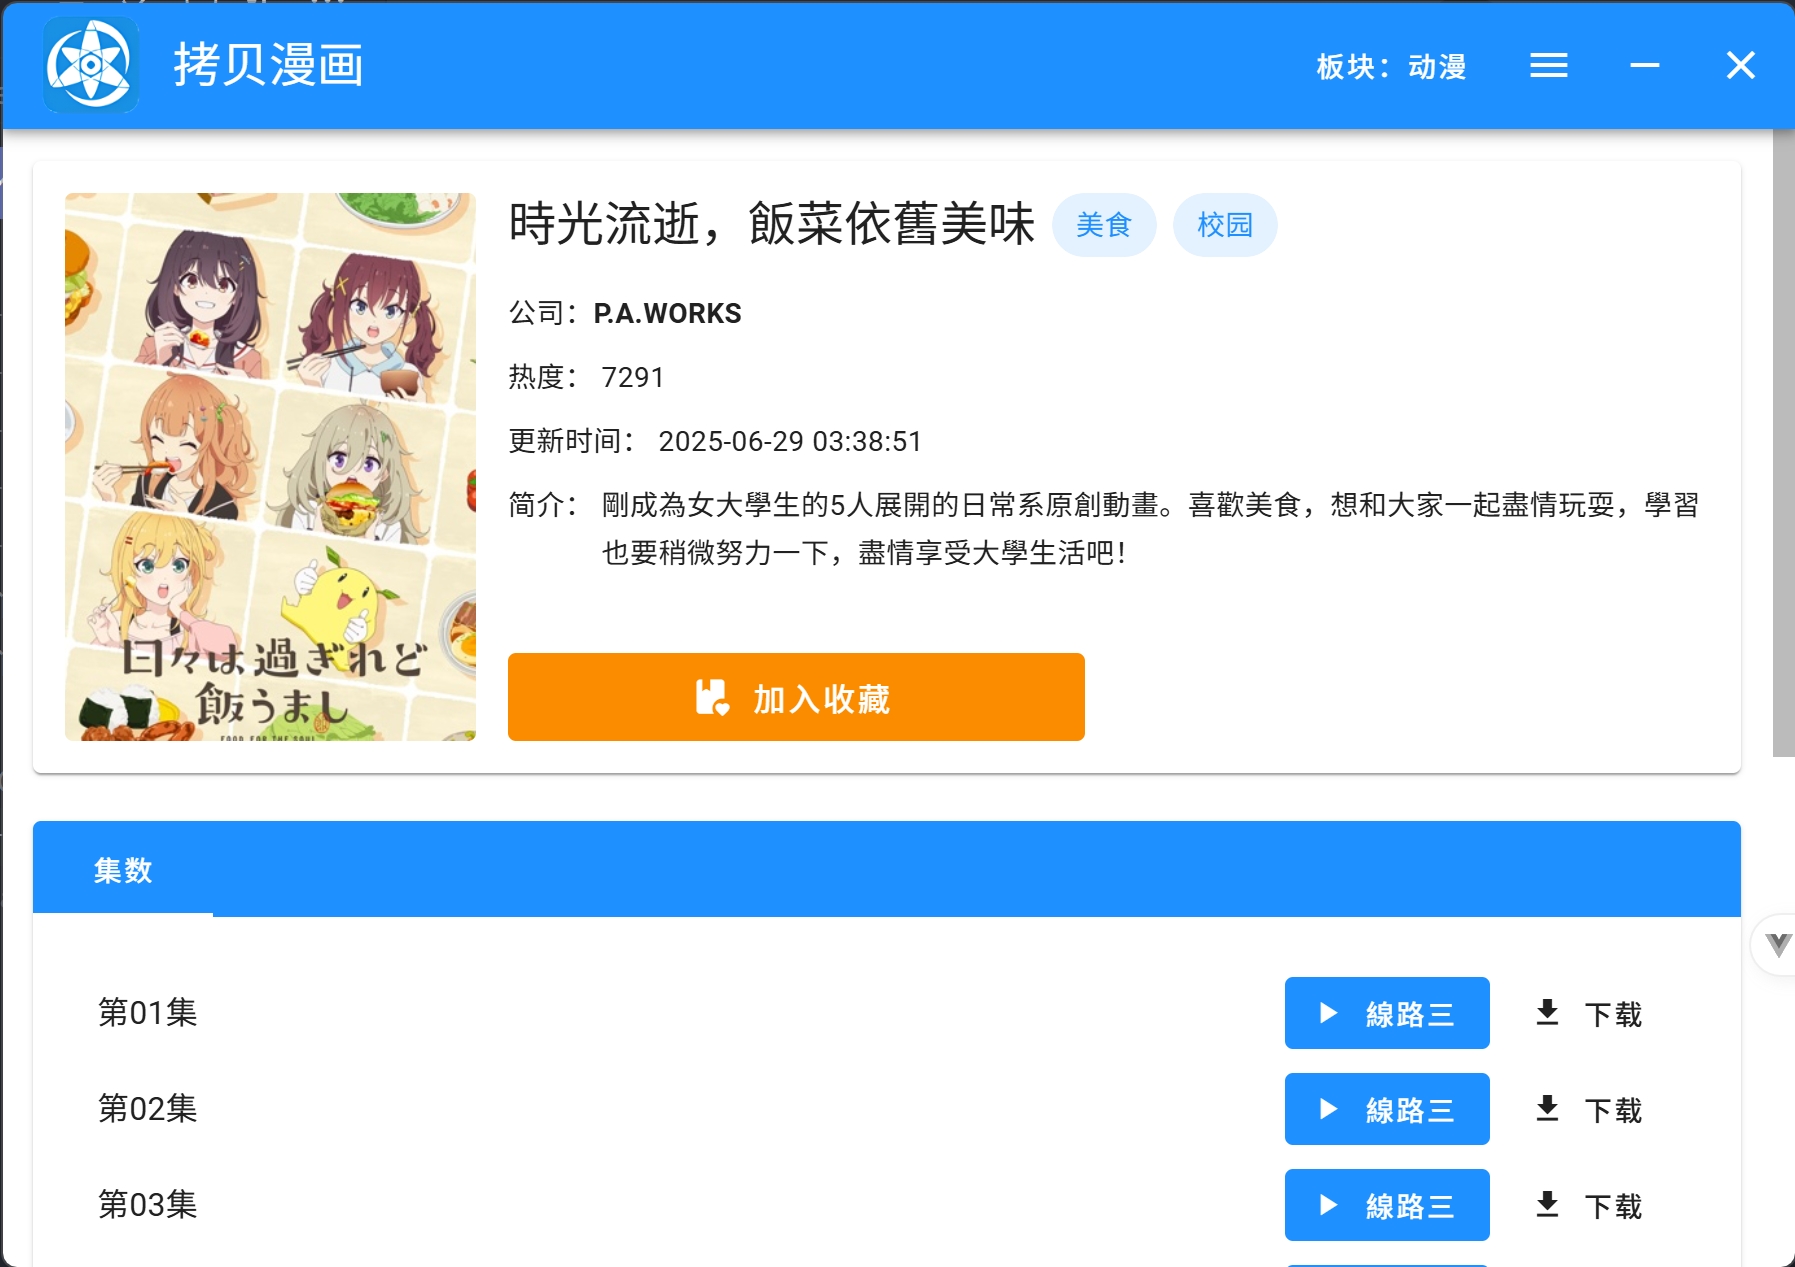 拷贝漫画
板块：动漫
時光流逝，飯菜依舊美味
美食
校园
公司：P.A.WORKS
热度： 7291
更新时间： 2025-06-29 03:38:51
简介： 剛成為女大學生的5人展開的日常系原創動畫。喜歡美食，想和大家一起盡情玩耍，學習
也要稍微努力一下，盡情享受大學生活吧！
日々は過ぎれど
飯うまし
FOOD FOR THE SOUL
加入收藏
集数
第01集
線路三
下载
第02集
線路三
下载
第03集
線路三
下载